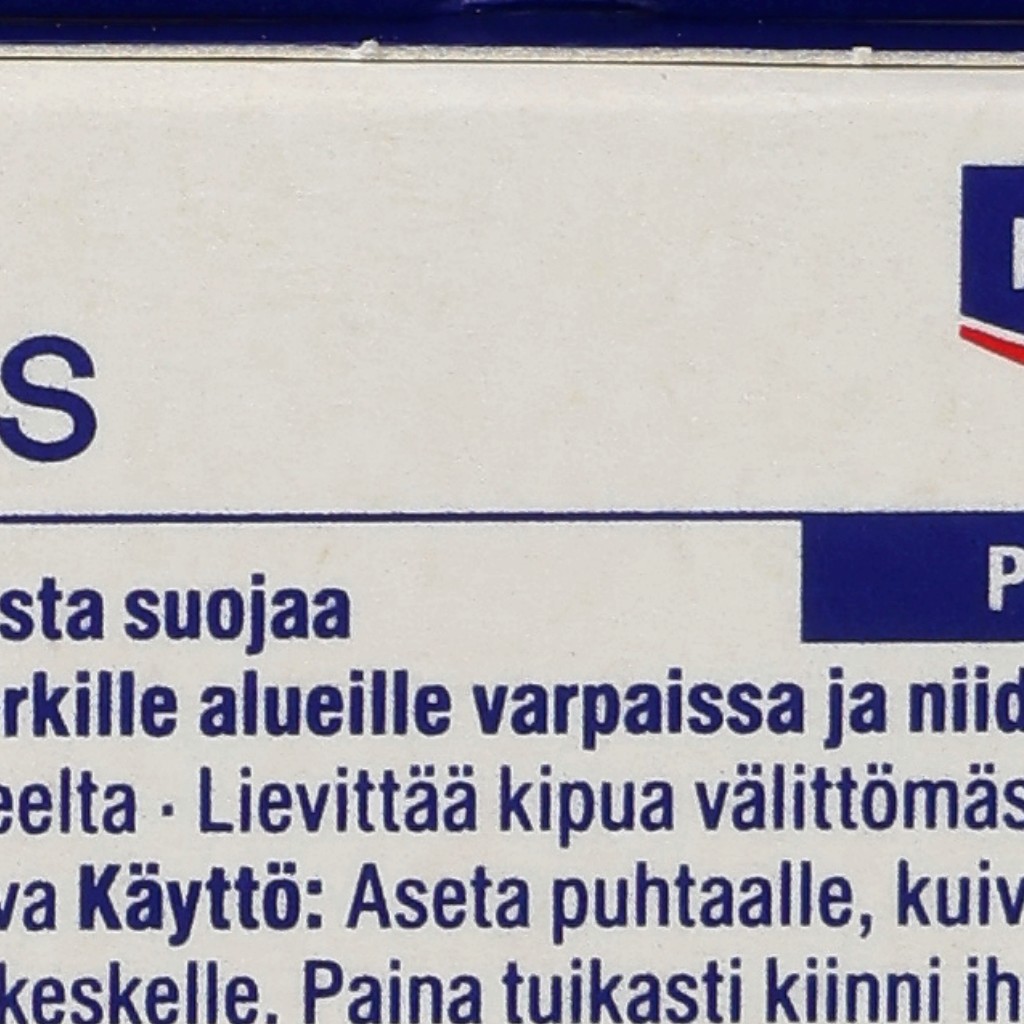 S
sta suojaa
P
rkille alueille varpaissa ja niid
eelta · Lievittää kipua välittömäs
va Käyttö: Aseta puhtaalle, kuiv
keskelle. Paina tuikasti kiinni ih